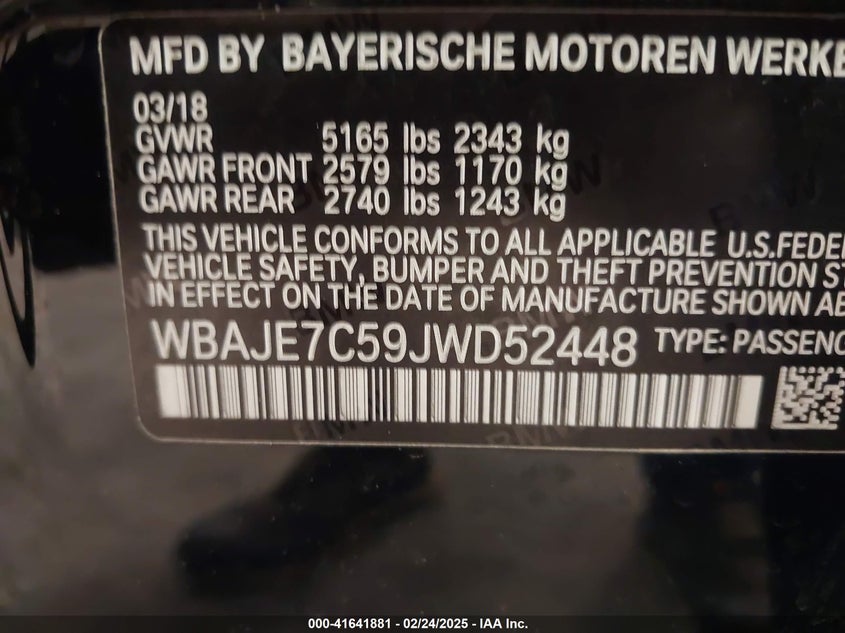 MFD BY BAYERISCHE MOTOREN WERKE
03/18
GVWR 5165 lbs 2343 kg
GAWR FRONT 2579 lbs 1170 kg
GAWR REAR 2740 lbs 1243 kg
THIS VEHICLE CONFORMS TO ALL APPLICABLE U.S.FEDE
VEHICLE SAFETY, BUMPER AND THEFT PREVENTION ST
IN EFFECT ON THE DATE OF MANUFACTURE SHOWN AB
WBAJE7C59JWD52448 TYPE: PASSENG
000-41641881 - 02/24/2025 - IAA Inc.